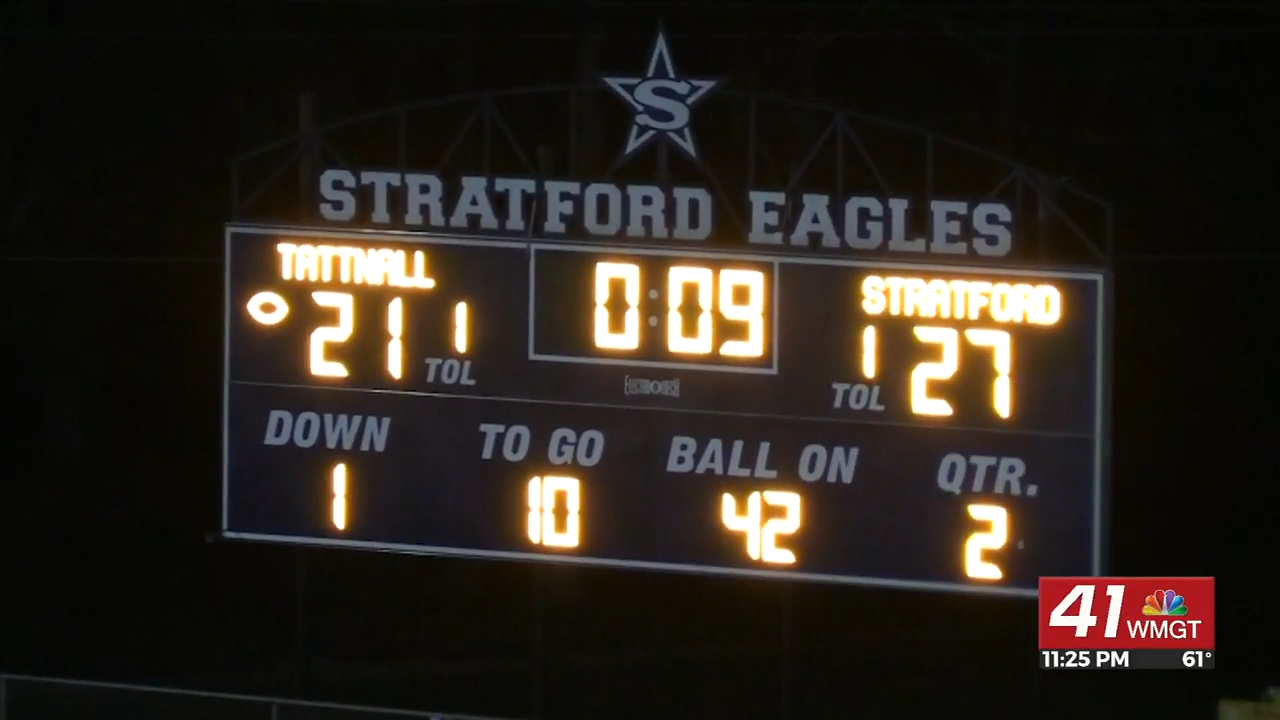 S
STRATFORD EAGLES
TATTNALL
0:09
STRATFORD
21 1
1 27
TOL
TOL
DOWN
TO GO
BALL ON
QTR.
1
10
42
2
41
WMGT
11:25 PM 61°